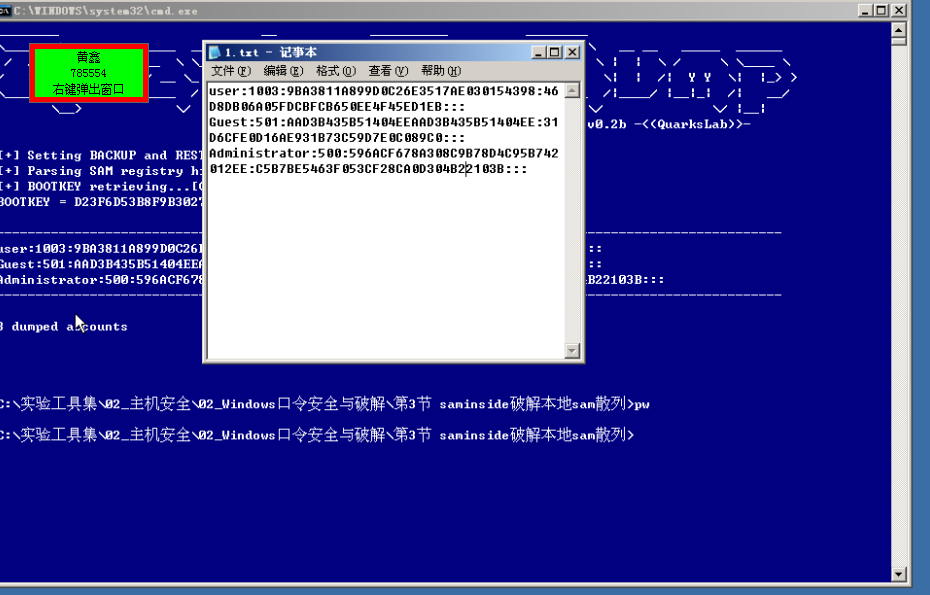 C:\WINDOWS\system32\cmd.exe
黄鑫
785554
右键弹出窗口
v0.2b -<(QuarksLab)>-
[+] Setting BACKUP and REST
[+] Parsing SAM registry hi
[+] BOOTKEY retrieving...[
BOOTKEY = D23F6D53B8F9B3027
user:1003:9BA3811A899D0C26 ::
Guest:501:AAD3B435B51404EEA ::
Administrator:500:596ACF678 B22103B:::
3 dumped accounts
C:\实验工具集\02_主机安全\02_Windows口令安全与破解\第3节 saminside破解本地sam散列>pw
C:\实验工具集\02_主机安全\02_Windows口令安全与破解\第3节 saminside破解本地sam散列>
1.txt - 记事本
文件(F) 编辑(E) 格式(O) 查看(V) 帮助(H)
user:1003:9BA3811A899D0C26E3517AE030154398:46
D8DB06A05FDCBFCB650EE4F45ED1EB:::
Guest:501:AAD3B435B51404EEAAD3B435B51404EE:31
D6CFE0D16AE931B73C59D7E0C089C0:::
Administrator:500:596ACF678A308C9B78D4C95B742
012EE:C5B7BE5463F053CF28CA0D304B22103B:::